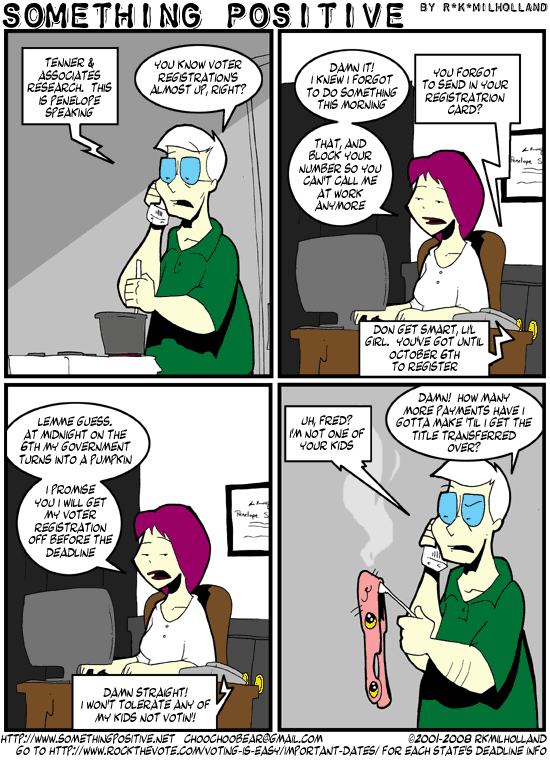 SOMETHING POSITIVE BY R*K*MILHOLLAND
TENNER &
ASSOCIATES
RESEARCH. THIS
IS PENELOPE
SPEAKING
YOU KNOW VOTER
REGISTRATION'S
ALMOST UP, RIGHT?
DAMN IT!
I KNEW I FORGOT
TO DO SOMETHING
THIS MORNING
YOU FORGOT
TO SEND IN YOUR
REGISTRATRION
CARD?
THAT, AND
BLOCK YOUR
NUMBER SO YOU
CAN'T CALL ME
AT WORK
ANYMORE
Penelope S
DON GET SMART, LI'L
GIRL. YOU'VE GOT UNTIL
OCTOBER 6TH
TO REGISTER
LEMME GUESS.
AT MIDNIGHT ON THE
6TH MY GOVERNMENT
TURNS INTO A PUMPKIN
I PROMISE
YOU I WILL GET
MY VOTER
REGISTRATION
OFF BEFORE THE
DEADLINE
Penelope S
DAMN STRAIGHT!
I WON'T TOLERATE ANY OF
MY KIDS NOT VOTIN'!
UH, FRED?
I'M NOT ONE OF
YOUR KIDS
DAMN! HOW MANY
MORE PAYMENTS HAVE I
GOTTA MAKE 'TIL I GET THE
TITLE TRANSFERRED
OVER?
HTTP://WWW.SOMETHINGPOSITIVE.NET CHOOCHOOBEAR@GMAIL.COM ©2001-2008 RKMILHOLLAND
GO TO HTTP://WWW.ROCKTHEVOTE.COM/VOTING-IS-EASY/IMPORTANT-DATES/ FOR EACH STATE'S DEADLINE INFO